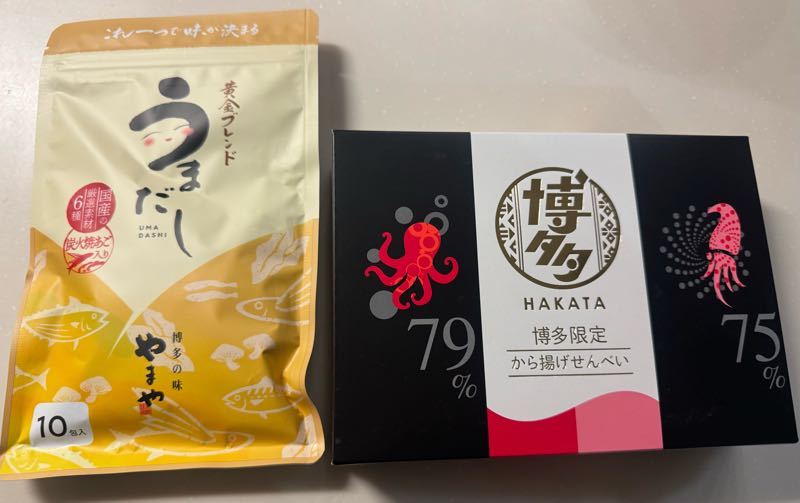 これ一つで味が決まる
黄金ブレンド
うまだし
UMA
DASHI
国産の
厳選素材
6種
炭火焼あご
入り
博多の味
やまや
10包入
博多
HAKATA
博多限定
から揚げせんべい
79%
75%